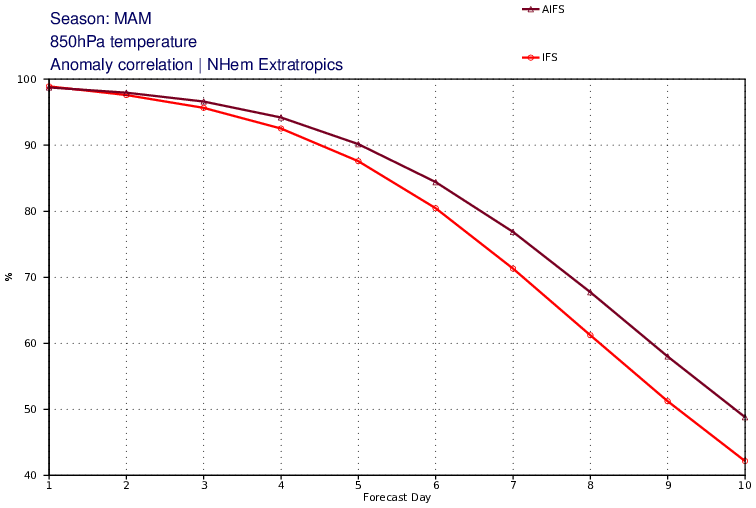 Season: MAM
850hPa temperature
Anomaly correlation | NHem Extratropics
AIFS
IFS
100
90
80
70
60
50
40
%
1 2 3 4 5 6 7 8 9 10
Forecast Day